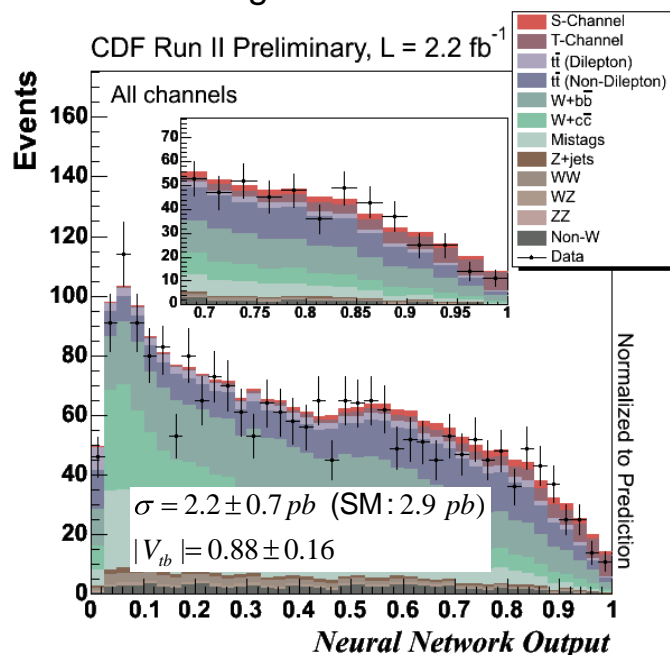 CDF Run II Preliminary, L = 2.2 fb⁻¹
S-Channel
T-Channel
tt̄ (Dilepton)
tt̄ (Non-Dilepton)
W+bb̄
W+cc̄
Mistags
Z+jets
WW
WZ
ZZ
Non-W
Data
All channels
Events
160
140
120
100
80
60
40
20
0
70
60
50
40
30
20
10
0
0.7 0.75 0.8 0.85 0.9 0.95 1
σ = 2.2 ± 0.7 pb (SM: 2.9 pb)
|V_tb| = 0.88 ± 0.16
0 0.1 0.2 0.3 0.4 0.5 0.6 0.7 0.8 0.9 1
Neural Network Output
Normalized to Prediction